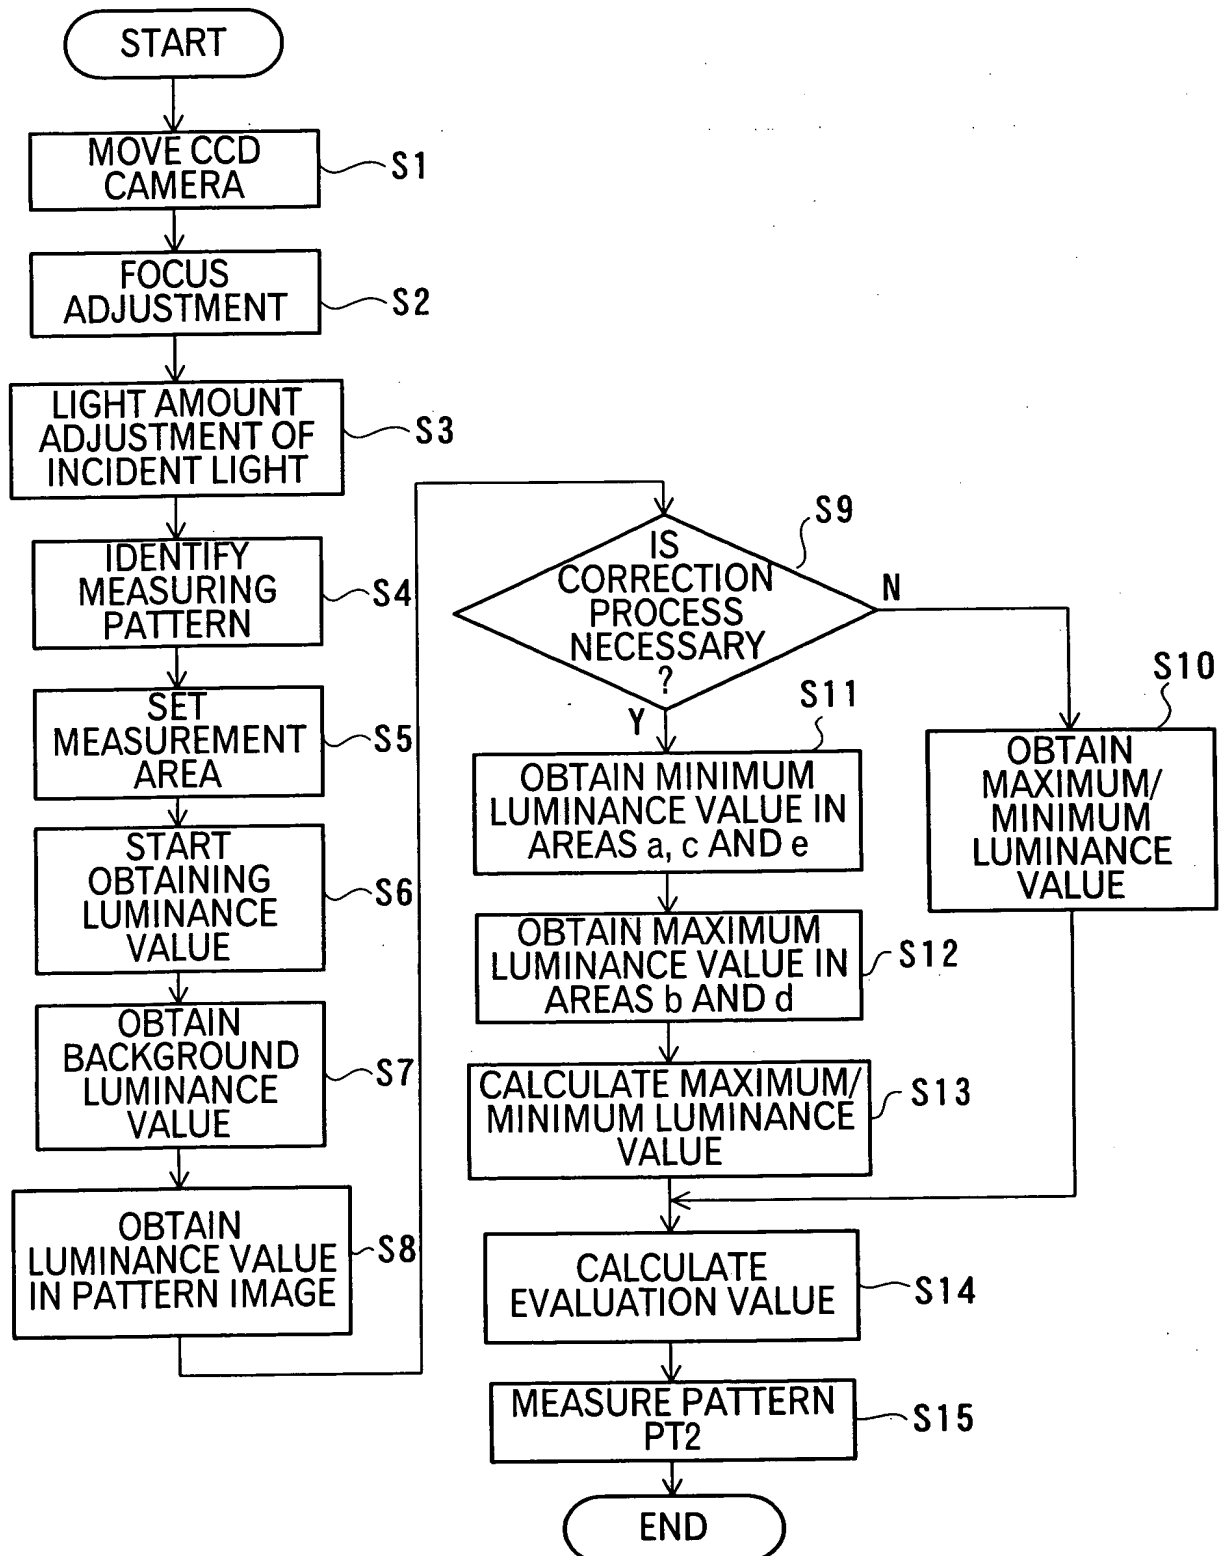 START
MOVE CCD
CAMERA
S1
FOCUS
ADJUSTMENT
S2
LIGHT AMOUNT
ADJUSTMENT OF
INCIDENT LIGHT
S3
IDENTIFY
MEASURING
PATTERN
S4
SET
MEASUREMENT
AREA
S5
START
OBTAINING
LUMINANCE
VALUE
S6
OBTAIN
BACKGROUND
LUMINANCE
VALUE
S7
OBTAIN
LUMINANCE VALUE
IN PATTERN IMAGE
S8
IS
CORRECTION
PROCESS
NECESSARY
?
S9
N
Y
OBTAIN
MAXIMUM/
MINIMUM
LUMINANCE
VALUE
S10
OBTAIN MINIMUM
LUMINANCE VALUE IN
AREAS a, c AND e
S11
OBTAIN MAXIMUM
LUMINANCE VALUE IN
AREAS b AND d
S12
CALCULATE MAXIMUM/
MINIMUM LUMINANCE
VALUE
S13
CALCULATE
EVALUATION VALUE
S14
MEASURE PATTERN
PT2
S15
END